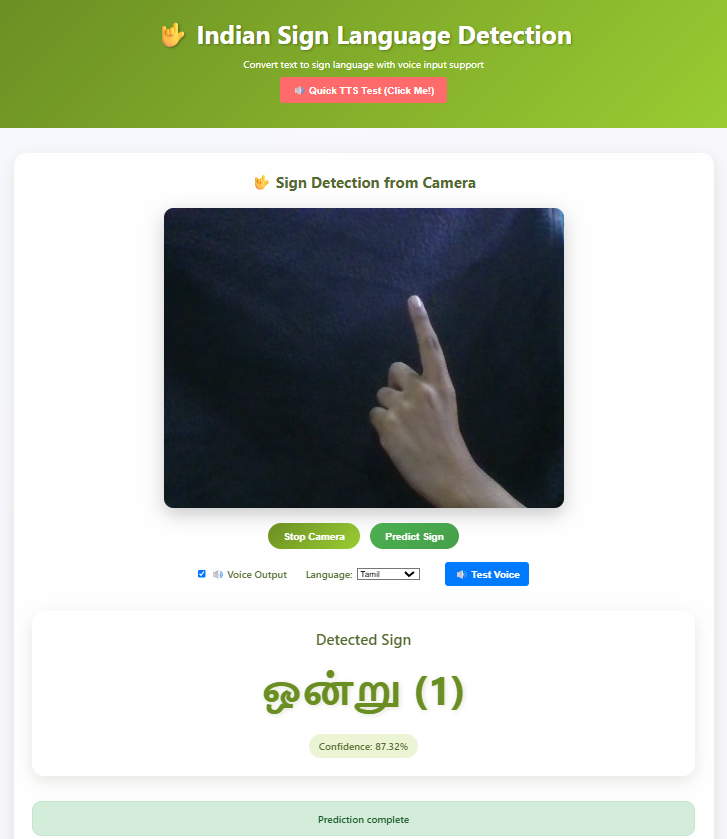 🤟 Indian Sign Language Detection
Convert text to sign language with voice input support
🔊 Quick TTS Test (Click Me!)
🤟 Sign Detection from Camera
Stop Camera Predict Sign
🔊 Voice Output Language: Tamil 🔊 Test Voice
Detected Sign
ஒன்று (1)
Confidence: 87.32%
Prediction complete